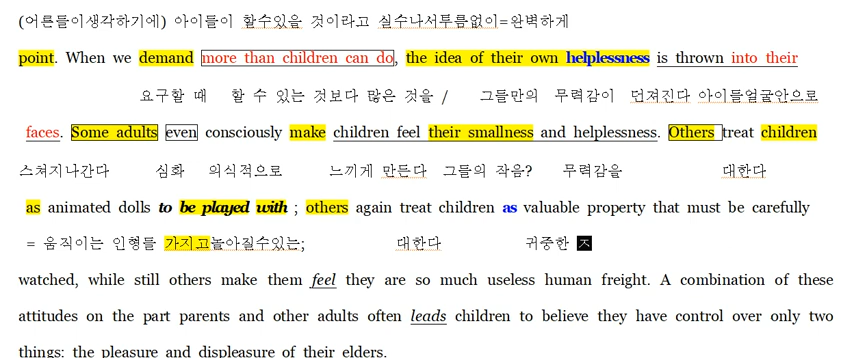 (어른들이생각하기에) 아이들이 할수있을 것이라고 실수나서투름없이=완벽하게
point. When we demand more than children can do, the idea of their own helplessness is thrown into their
요구할 때 할 수 있는 것보다 많은 것을 / 그들만의 무력감이 던져진다 아이들얼굴안으로
faces. Some adults even consciously make children feel their smallness and helplessness. Others treat children
스쳐지나간다 심화 의식적으로 느끼게 만든다 그들의 작음? 무력감을 대한다
as animated dolls to be played with ; others again treat children as valuable property that must be carefully
= 움직이는 인형들 가지고놀아질수있는; 대한다 귀중한 ㅈ
watched, while still others make them feel they are so much useless human freight. A combination of these
attitudes on the part parents and other adults often leads children to believe they have control over only two
things: the pleasure and displeasure of their elders.